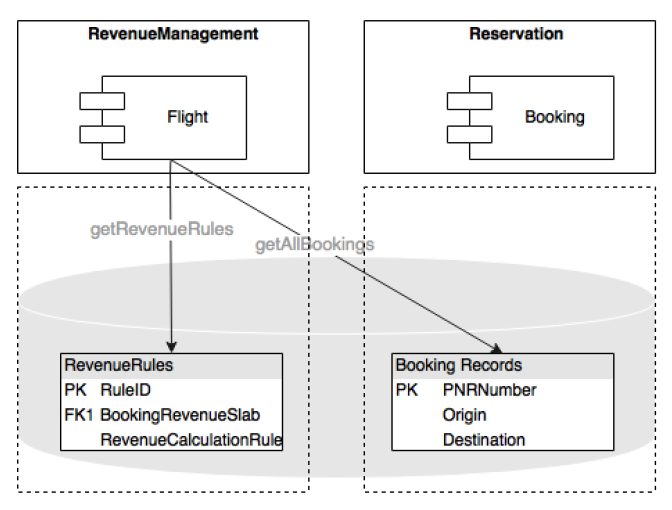 RevenueManagement
Reservation
Flight
Booking
getRevenueRules
getAllBookings
RevenueRules
PK RuleID
FK1 BookingRevenueSlab
RevenueCalculationRule
Booking Records
PK PNRNumber
Origin
Destination